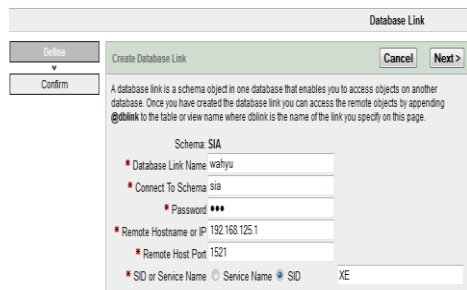 Database Link
Define
Confirm
Create Database Link
Cancel
Next >
A database link is a schema object in one database that enables you to access objects on another
database. Once you have created the database link you can access the remote objects by appending
@dblink to the table or view name where dblink is the name of the link you specify on this page.
Schema: SIA
* Database Link Name wahyu
* Connect To Schema sia
* Password •••
* Remote Hostname or IP 192.168.125.1
* Remote Host Port 1521
* SID or Service Name Service Name SID XE